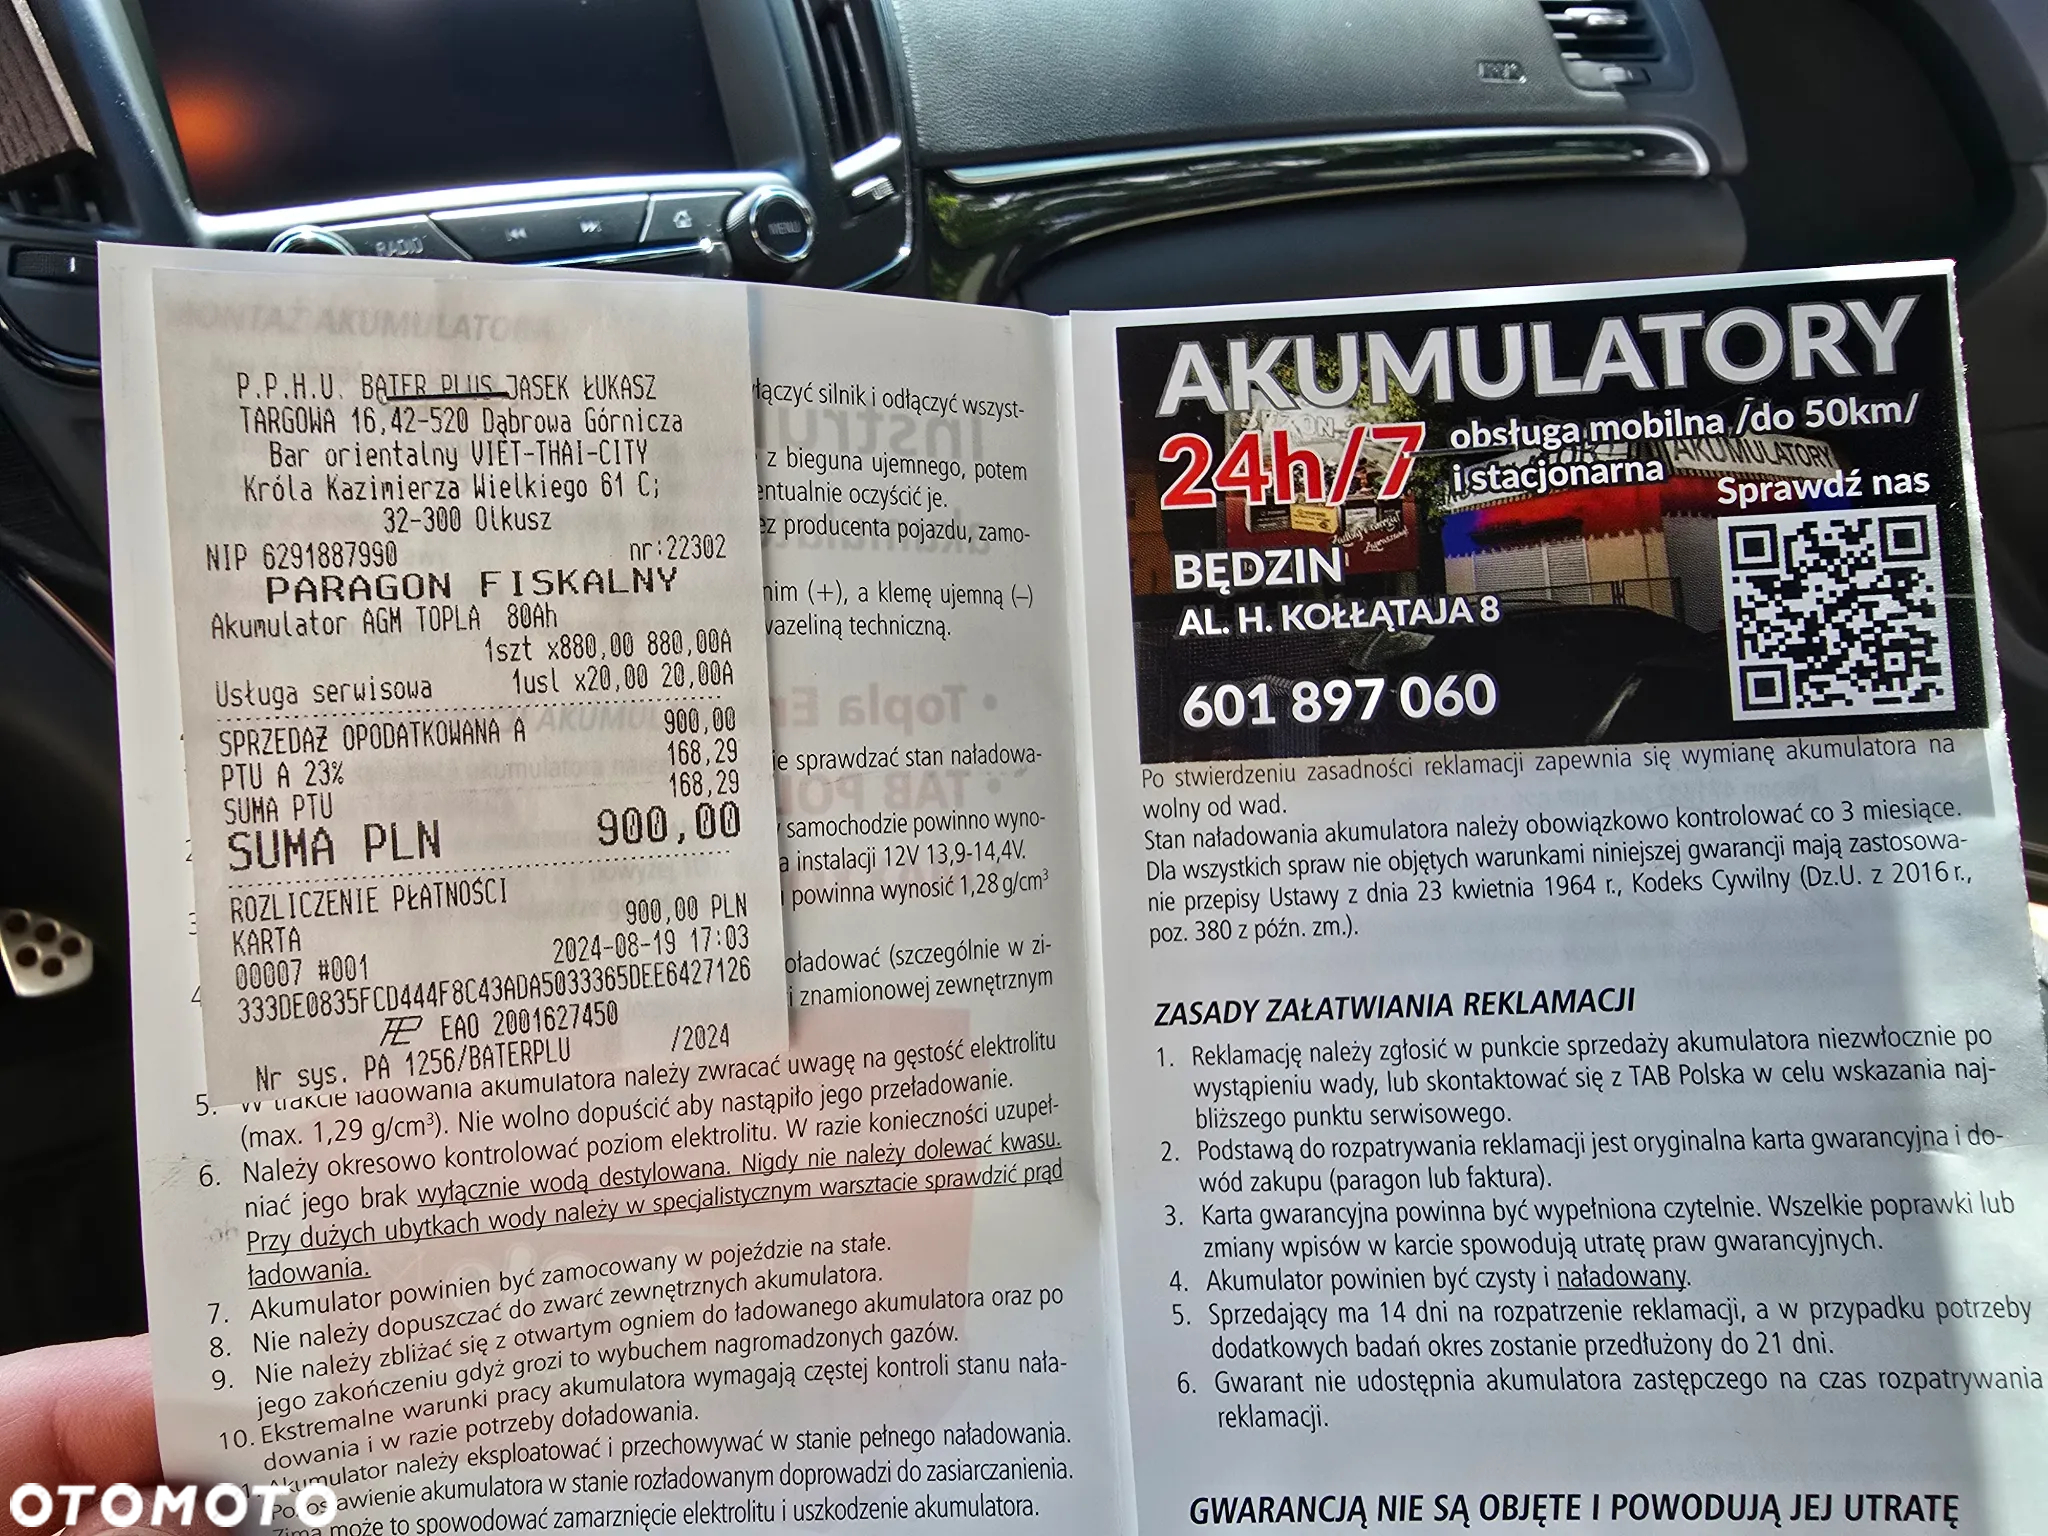 RADIO
MENU
P.P.H.U. BATER PLUS JASEK ŁUKASZ
TARGOWA 16,42-520 Dąbrowa Górnicza
Bar orientalny VIET-THAI-CITY
Króla Kazimierza Wielkiego 61 C;
32-300 Olkusz
NIP 6291887990 nr:22302
PARAGON FISKALNY
Akumulator AGM TOPLA 80Ah
1szt x880,00 880,00A
Usługa serwisowa 1usl x20,00 20,00A
SPRZEDAŻ OPODATKOWANA A 900,00
PTU A 23% 168,29
SUMA PTU 168,29
SUMA PLN 900,00
ROZLICZENIE PŁATNOŚCI
KARTA 900,00 PLN
00007 #001 2024-08-19 17:03
333DE0835FCD444F8C43ADA5033365DEE6427126
EAO 2001627450
Nr sys. PA 1256/BATERPLU /2024
łączyć silnik i odłączyć wszyst-
z bieguna ujemnego, potem
entualnie oczyścić je.
ez producenta pojazdu, zamo-
nim (+), a klemę ujemną (–)
wazeliną techniczną.
ie sprawdzać stan naładowa-
samochodzie powinno wyno-
a instalacji 12V 13,9-14,4V.
powinna wynosić 1,28 g/cm³
oładować (szczególnie w zi-
i znamionowej zewnętrznym
5. W trakcie ładowania akumulatora należy zwracać uwagę na gęstość elektrolitu
(max. 1,29 g/cm³). Nie wolno dopuścić aby nastąpiło jego przeładowanie.
6. Należy okresowo kontrolować poziom elektrolitu. W razie konieczności uzupeł-
niać jego brak wyłącznie wodą destylowana. Nigdy nie należy dolewać kwasu.
Przy dużych ubytkach wody należy w specjalistycznym warsztacie sprawdzić prąd
ładowania.
7. Akumulator powinien być zamocowany w pojeździe na stałe.
8. Nie należy dopuszczać do zwarć zewnętrznych akumulatora.
9. Nie należy zbliżać się z otwartym ogniem do ładowanego akumulatora oraz po
jego zakończeniu gdyż grozi to wybuchem nagromadzonych gazów.
10. Ekstremalne warunki pracy akumulatora wymagają częstej kontroli stanu nała-
dowania i w razie potrzeby doładowania.
Akumulator należy eksploatować i przechowywać w stanie pełnego naładowania.
Pozostawienie akumulatora w stanie rozładowanym doprowadzi do zasiarczanienia.
Zimą może to spowodować zamarznięcie elektrolitu i uszkodzenie akumulatora.
AKUMULATORY
24h/7 obsługa mobilna /do 50km/
i stacjonarna
AKUMULATORY
Sprawdź nas
BĘDZIN
AL. H. KOŁŁĄTAJA 8
601 897 060
Po stwierdzeniu zasadności reklamacji zapewnia się wymianę akumulatora na
wolny od wad.
Stan naładowania akumulatora należy obowiązkowo kontrolować co 3 miesiące.
Dla wszystkich spraw nie objętych warunkami niniejszej gwarancji mają zastosowa-
nie przepisy Ustawy z dnia 23 kwietnia 1964 r., Kodeks Cywilny (Dz.U. z 2016 r.,
poz. 380 z późn. zm.).
ZASADY ZAŁATWIANIA REKLAMACJI
1. Reklamację należy zgłosić w punkcie sprzedaży akumulatora niezwłocznie po
wystąpieniu wady, lub skontaktować się z TAB Polska w celu wskazania naj-
bliższego punktu serwisowego.
2. Podstawą do rozpatrywania reklamacji jest oryginalna karta gwarancyjna i do-
wód zakupu (paragon lub faktura).
3. Karta gwarancyjna powinna być wypełniona czytelnie. Wszelkie poprawki lub
zmiany wpisów w karcie spowodują utratę praw gwarancyjnych.
4. Akumulator powinien być czysty i naładowany.
5. Sprzedający ma 14 dni na rozpatrzenie reklamacji, a w przypadku potrzeby
dodatkowych badań okres zostanie przedłużony do 21 dni.
6. Gwarant nie udostępnia akumulatora zastępczego na czas rozpatrywania
reklamacji.
GWARANCJĄ NIE SĄ OBJĘTE I POWODUJĄ JEJ UTRATĘ
OTOMOTO